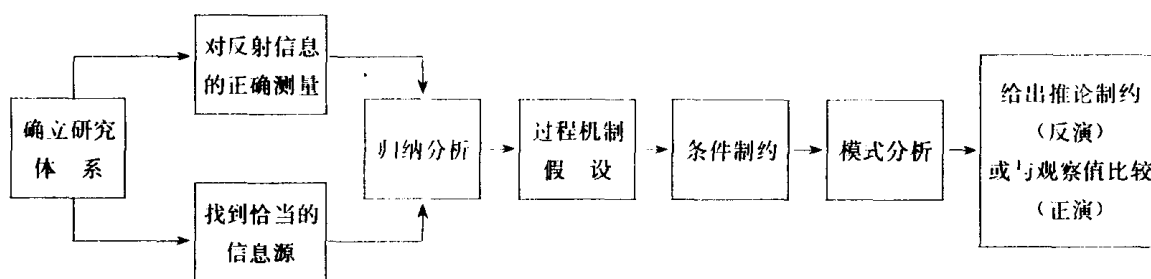 确立研究
体 系
对反射信息
的正确测量
找到恰当的
信息源
归纳分析
过程机制
假 设
条件制约
模式分析
给出推论制约
(反演)
或与观察值比较
(正演)